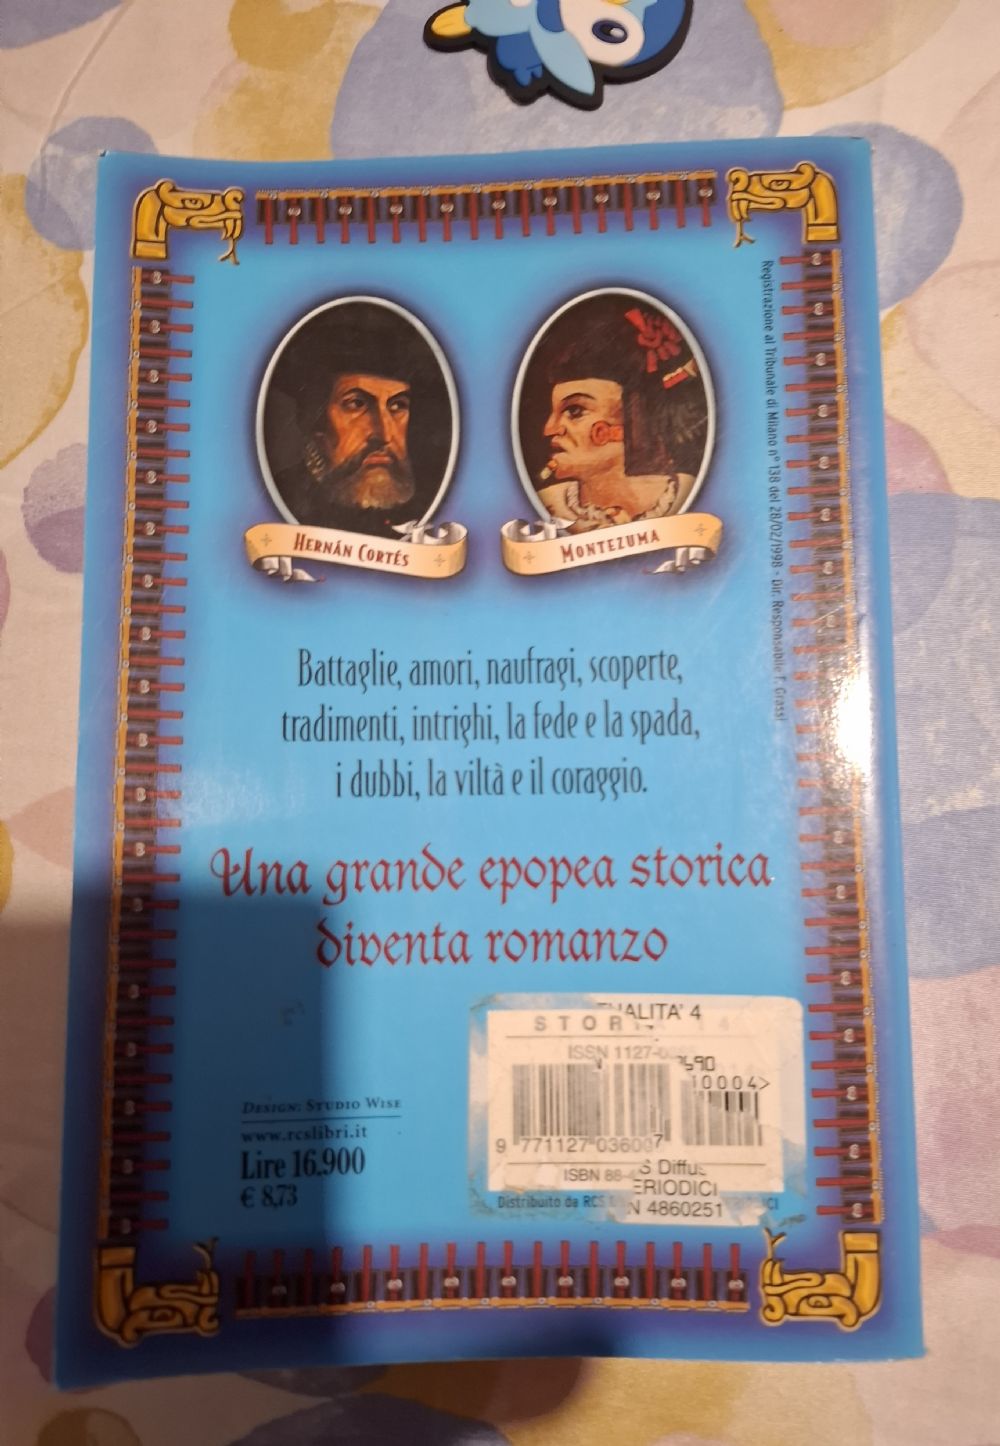 HERNÁN CORTÉS
MONTEZUMA
Registrazione al Tribunale di Milano n° 138 del 28/02/1998 - Dir. Responsabile F. Grassi
Battaglie, amori, naufragi, scoperte,
tradimenti, intrighi, la fede e la spada,
i dubbi, la viltà e il coraggio.
Una grande epopea storica
diventa romanzo
DESIGN: STUDIO WISE
www.rcslibri.it
Lire 16.900
€ 8,73
ALITA' 4
ISSN 1127-0
10004>
9 771127 03600
ISBN 88-4
S Diffus
ERIODICI
Distribuito da RCS
N 4860251